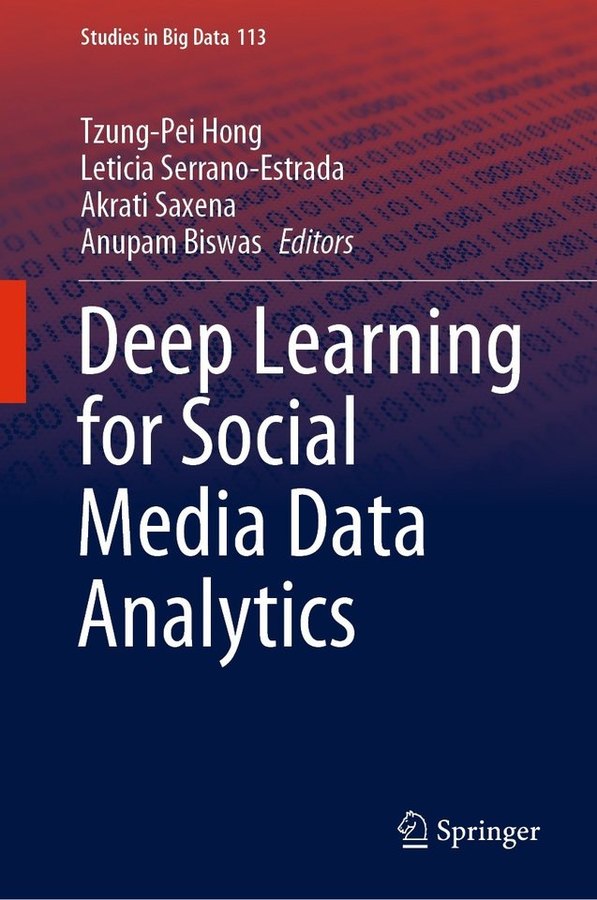 Studies in Big Data 113
Tzung-Pei Hong
Leticia Serrano-Estrada
Akrati Saxena
Anupam Biswas Editors
Deep Learning
for Social
Media Data
Analytics
Springer